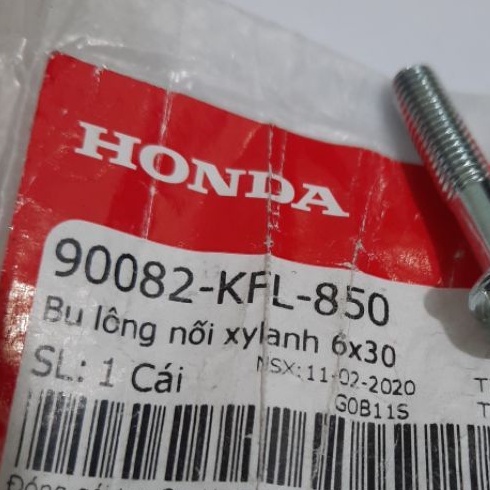 HONDA
90082-KFL-850
Bu lông nối xylanh 6x30
SL: 1 Cái
NSX: 11-02-2020
G0B11S